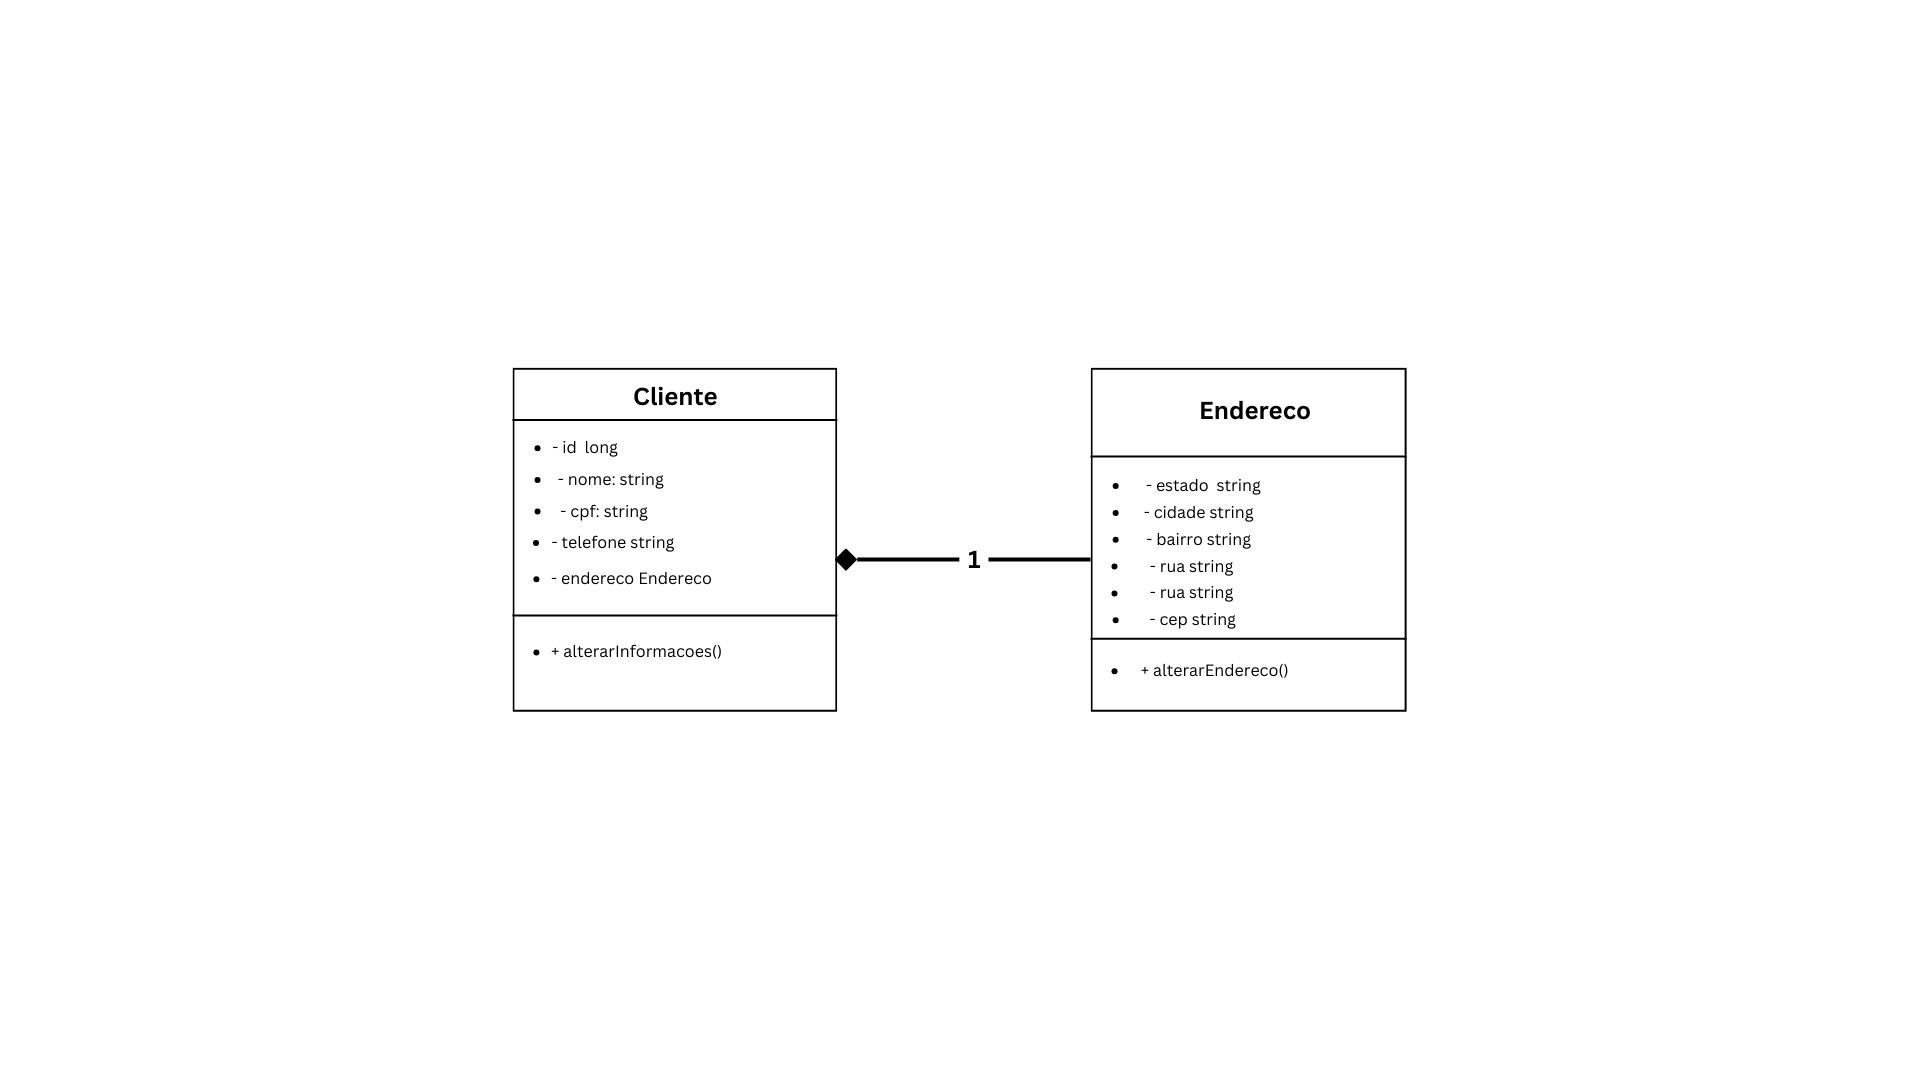 Cliente
- id  long
- nome: string
- cpf: string
- telefone string
- endereco Endereco
+ alterarInformacoes()
1
Endereco
- estado  string
- cidade string
- bairro string
- rua string
- rua string
- cep string
+ alterarEndereco()